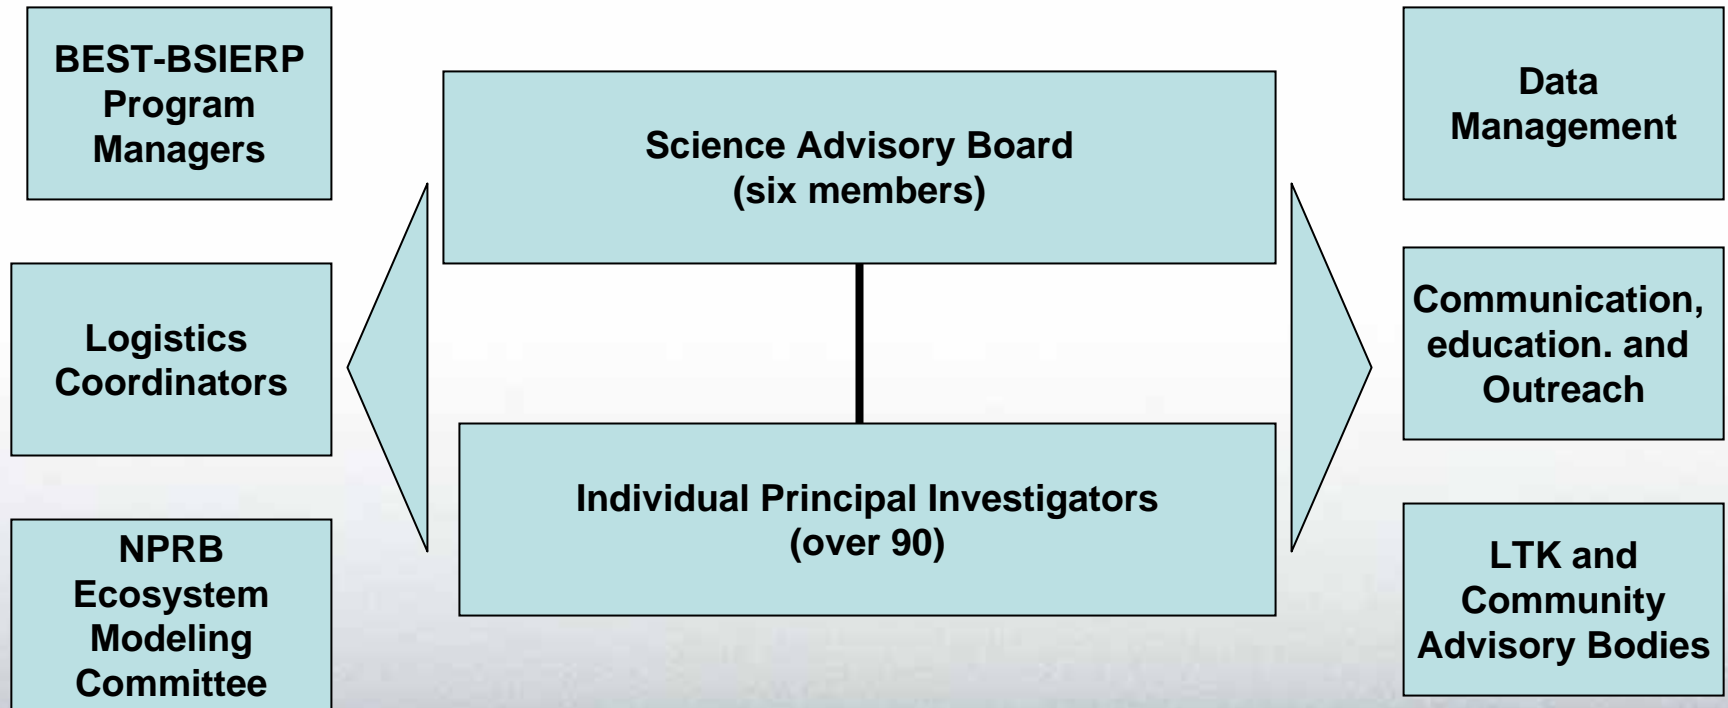 BEST-BSIERP
Program
Managers
Logistics
Coordinators
NPRB
Ecosystem
Modeling
Committee
Science Advisory Board
(six members)
Individual Principal Investigators
(over 90)
Data
Management
Communication,
education. and
Outreach
LTK and
Community
Advisory Bodies